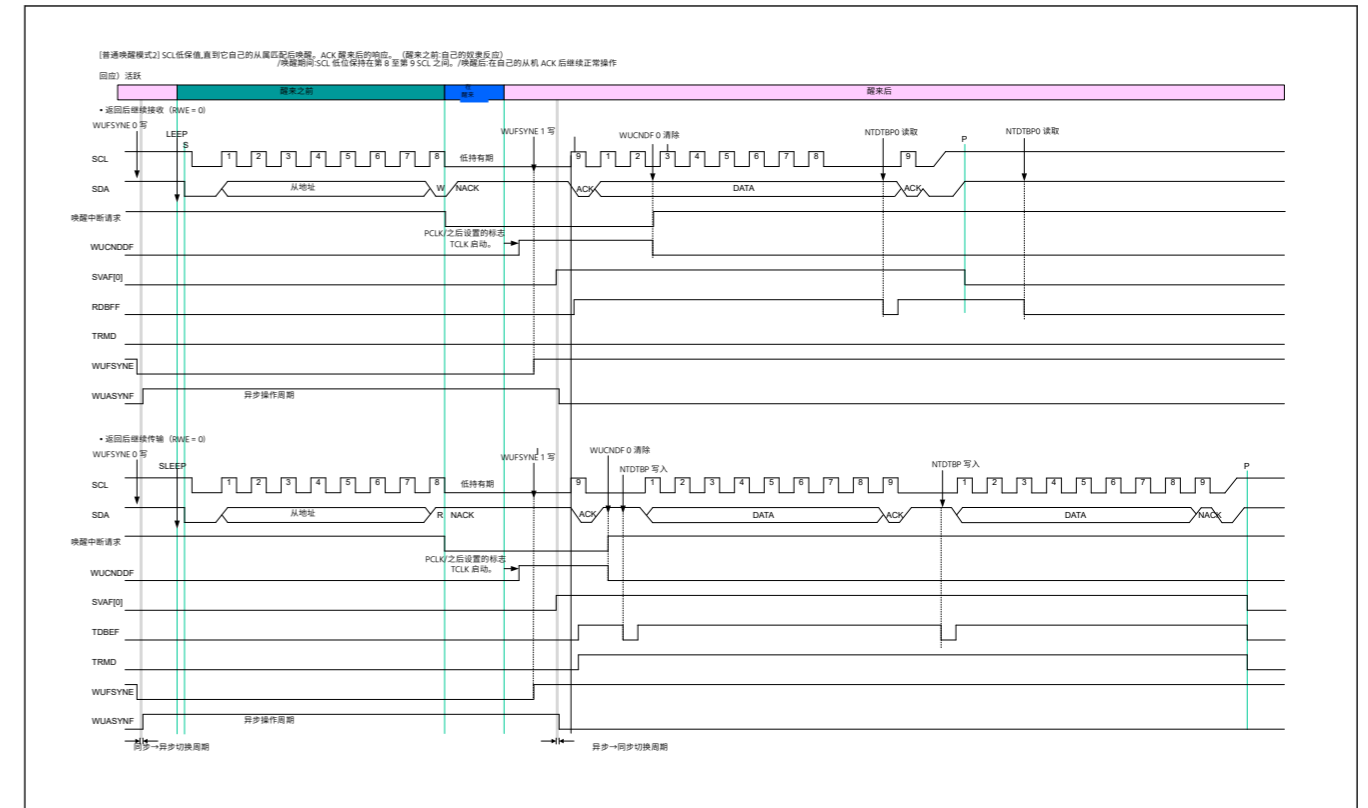 [普通唤醒模式2] SCL低保值,直到它自己的从属匹配后唤醒。ACK 醒来后的响应。（醒来之前:自己的奴隶反应）
/唤醒期间:SCL 低位保持在第 8 至第 9 SCL 之间。/唤醒后:在自己的从机 ACK 后继续正常操作
回应）活跃
醒来之前
醒来
醒来后
• 返回后继续接收（RWE = 0）
WUFSYNE 0 写
LEEP
S
WUFSYNE 1 写
WUCNDF 0 清除
NTDTBP0 读取
P
NTDTBP0 读取
SCL
1 2 3 4 5 6 7 8
低持有期
9 1 2 3 4 5 6 7 8 9
SDA
从地址
W
NACK
ACK
DATA
ACK
唤醒中断请求
PCLK/之后设置的标志
TCLK 启动。
WUCNDDF
SVAF[0]
RDBFF
TRMD
WUFSYNE
WUASYNF
异步操作周期
• 返回后继续传输（RWE = 0）
WUFSYNE 0 写
SLEEP
WUFSYNE 1 写
WUCNDF 0 清除
NTDTBP 写入
NTDTBP 写入
P
SCL
1 2 3 4 5 6 7 8
低持有期
9 1 2 3 4 5 6 7 8 9 1 2 3 4 5 6 7 8 9
SDA
从地址
R
NACK
ACK
DATA
ACK
DATA
NACK
唤醒中断请求
PCLK/之后设置的标志
TCLK 启动。
WUCNDDF
SVAF[0]
TDBEF
TRMD
WUFSYNE
WUASYNF
异步操作周期
同步→异步切换周期
异步→同步切换周期